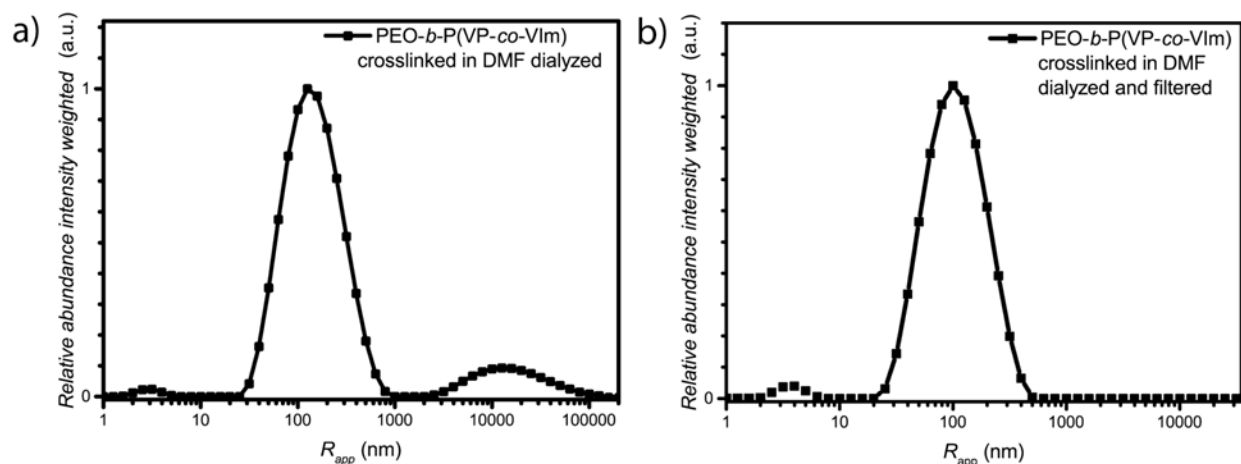 a)
PEO-b-P(VP-co-VIm)
crosslinked in DMF dialyzed
Relative abundance intensity weighted (a.u.)
1
0
1 10 100 1000 10000 100000
Rapp (nm)
b)
PEO-b-P(VP-co-VIm)
crosslinked in DMF
dialyzed and filtered
Relative abundance intensity weighted (a.u.)
1
0
1 10 100 1000 10000
Rapp (nm)